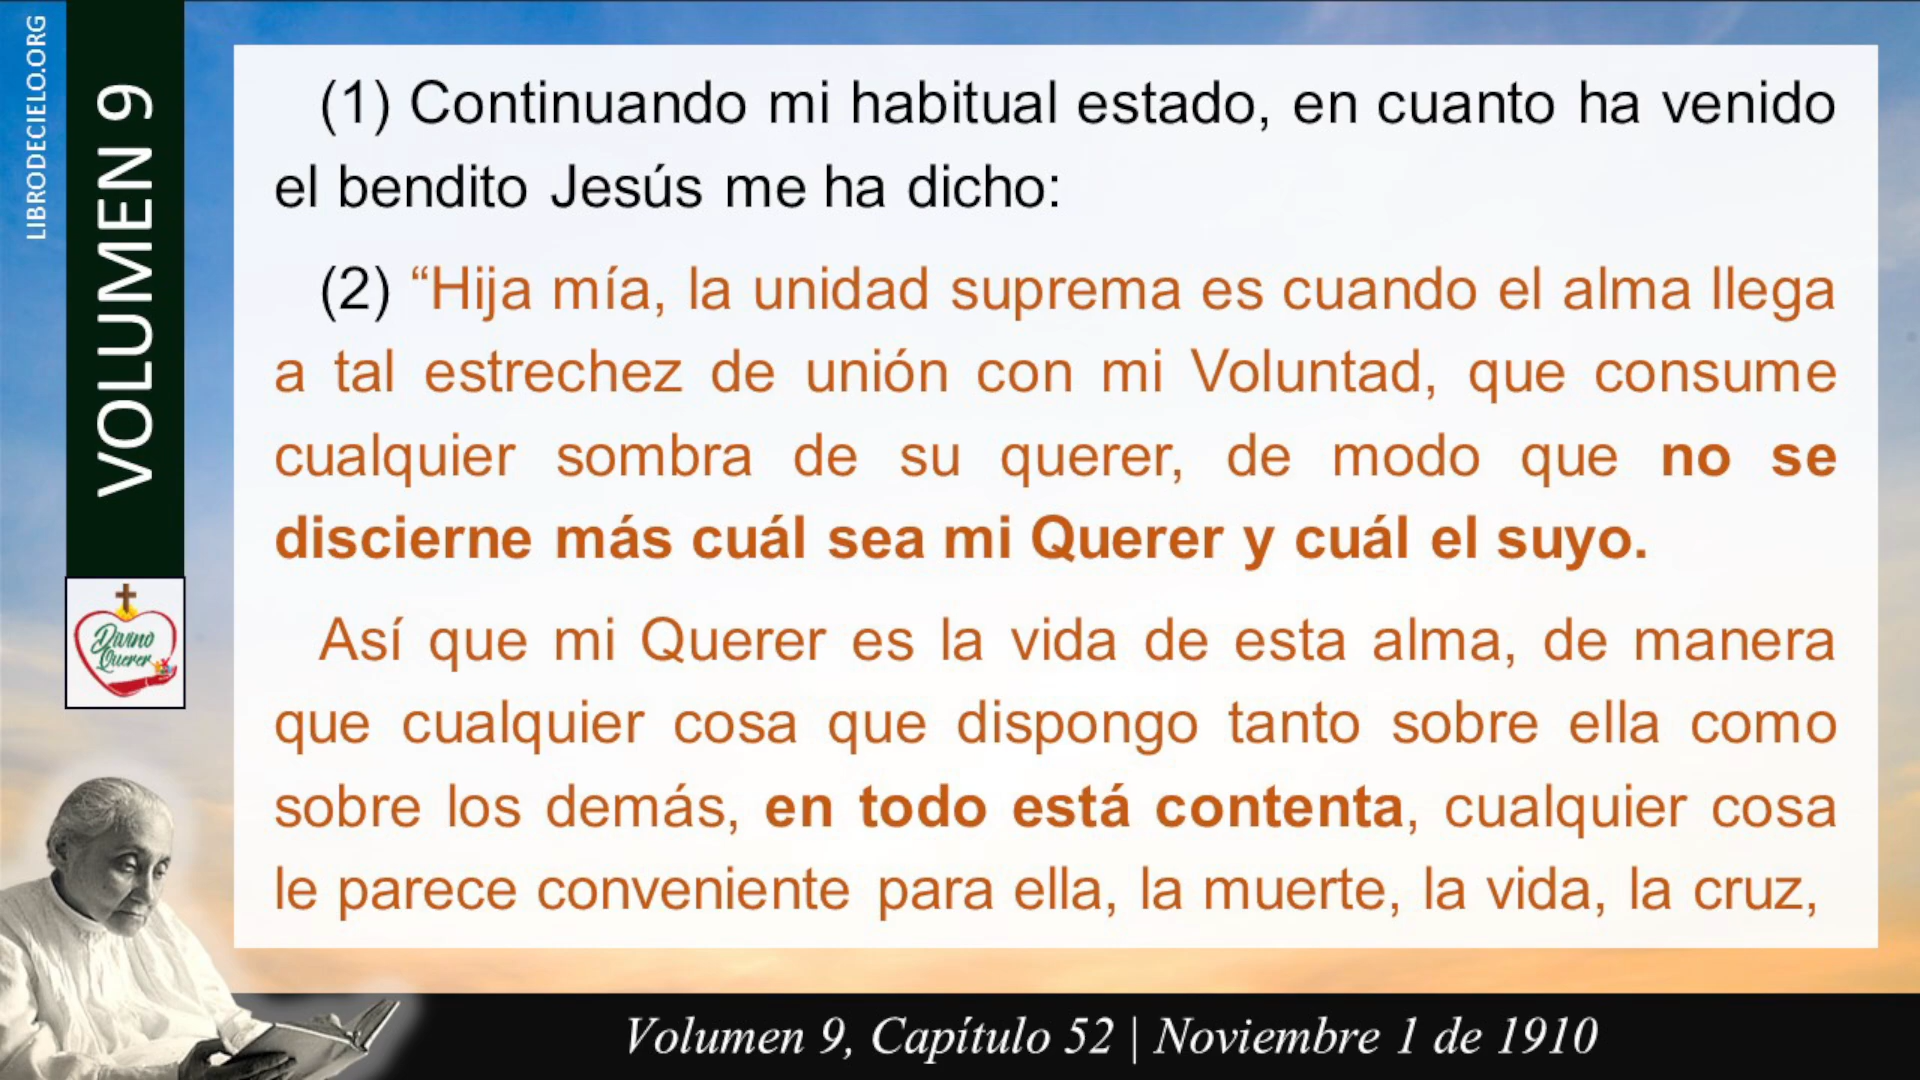 LIBRODECIELO.ORG
VOLUMEN 9
Divino
Querer
(1) Continuando mi habitual estado, en cuanto ha venido
el bendito Jesús me ha dicho:
(2) “Hija mía, la unidad suprema es cuando el alma llega
a tal estrechez de unión con mi Voluntad, que consume
cualquier sombra de su querer, de modo que no se
discierne más cuál sea mi Querer y cuál el suyo.
Así que mi Querer es la vida de esta alma, de manera
que cualquier cosa que dispongo tanto sobre ella como
sobre los demás, en todo está contenta, cualquier cosa
le parece conveniente para ella, la muerte, la vida, la cruz,
Volumen 9, Capítulo 52 | Noviembre 1 de 1910